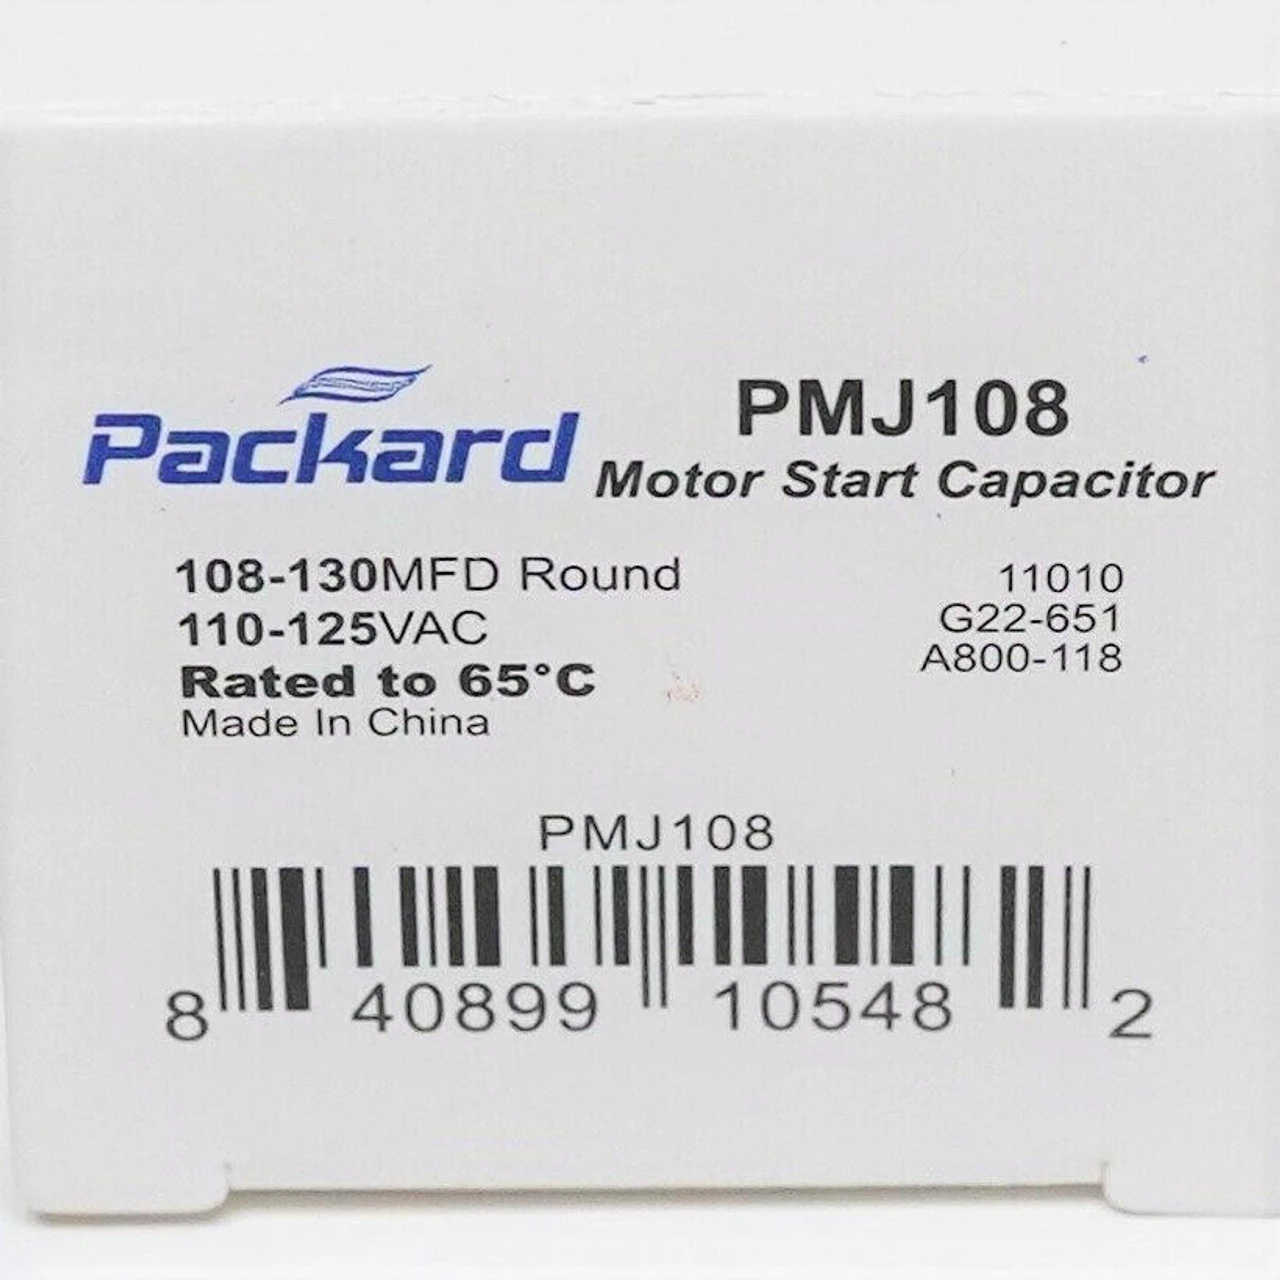 Packard
PMJ108
Motor Start Capacitor
108-130MFD Round
110-125VAC
Rated to 65°C
Made In China
11010
G22-651
A800-118
PMJ108
8 40899 10548 2